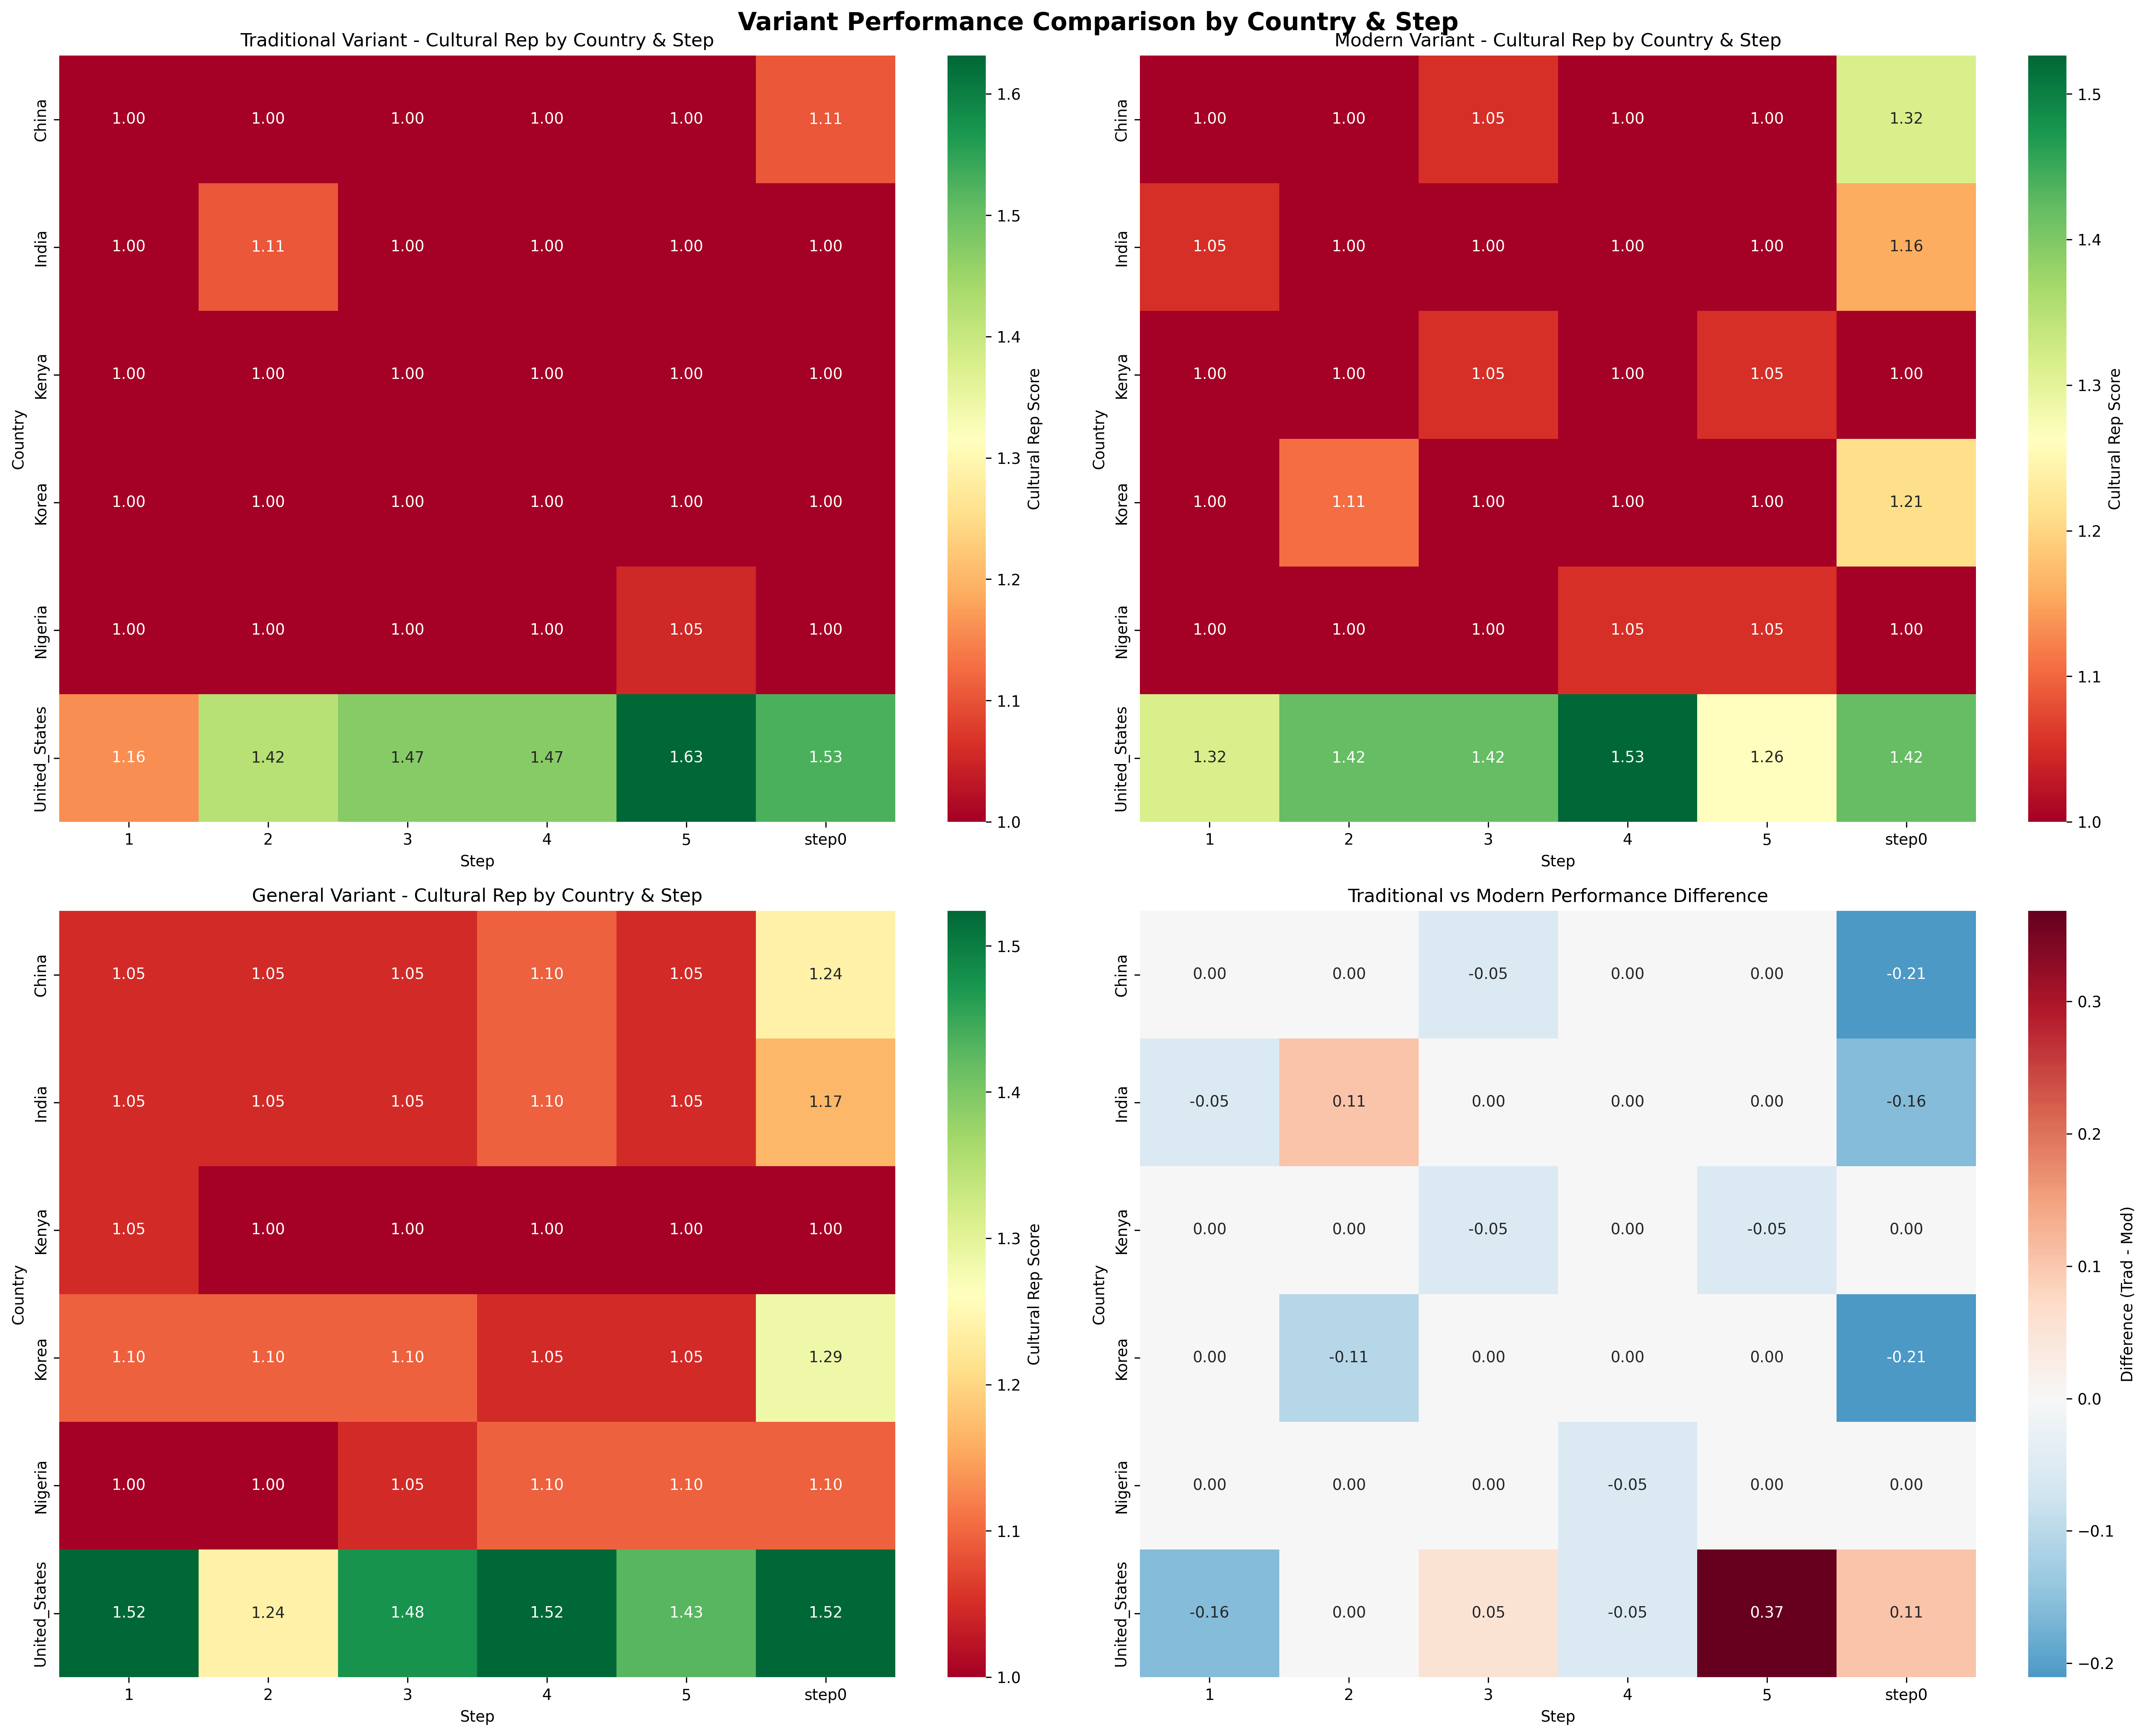 Variant Performance Comparison by Country & Step
Traditional Variant - Cultural Rep by Country & Step
Country
China 1.00 1.00 1.00 1.00 1.00 1.11
India 1.00 1.11 1.00 1.00 1.00 1.00
Kenya 1.00 1.00 1.00 1.00 1.00 1.00
Korea 1.00 1.00 1.00 1.00 1.00 1.00
Nigeria 1.00 1.00 1.00 1.00 1.05 1.00
United_States 1.16 1.42 1.47 1.47 1.63 1.53
1 2 3 4 5 step0
Step
1.6
1.5
1.4
1.3
1.2
1.1
1.0
Cultural Rep Score
Modern Variant - Cultural Rep by Country & Step
Country
China 1.00 1.00 1.05 1.00 1.00 1.32
India 1.05 1.00 1.00 1.00 1.00 1.16
Kenya 1.00 1.00 1.05 1.00 1.05 1.00
Korea 1.00 1.11 1.00 1.00 1.00 1.21
Nigeria 1.00 1.00 1.00 1.05 1.05 1.00
United_States 1.32 1.42 1.42 1.53 1.26 1.42
1 2 3 4 5 step0
Step
1.5
1.4
1.3
1.2
1.1
1.0
Cultural Rep Score
General Variant - Cultural Rep by Country & Step
Country
China 1.05 1.05 1.05 1.10 1.05 1.24
India 1.05 1.05 1.05 1.10 1.05 1.17
Kenya 1.05 1.00 1.00 1.00 1.00 1.00
Korea 1.10 1.10 1.10 1.05 1.05 1.29
Nigeria 1.00 1.00 1.05 1.10 1.10 1.10
United_States 1.52 1.24 1.48 1.52 1.43 1.52
1 2 3 4 5 step0
Step
1.5
1.4
1.3
1.2
1.1
1.0
Cultural Rep Score
Traditional vs Modern Performance Difference
Country
China 0.00 0.00 -0.05 0.00 0.00 -0.21
India -0.05 0.11 0.00 0.00 0.00 -0.16
Kenya 0.00 0.00 -0.05 0.00 -0.05 0.00
Korea 0.00 -0.11 0.00 0.00 0.00 -0.21
Nigeria 0.00 0.00 0.00 -0.05 0.00 0.00
United_States -0.16 0.00 0.05 -0.05 0.37 0.11
1 2 3 4 5 step0
Step
0.3
0.2
0.1
0.0
−0.1
−0.2
Difference (Trad - Mod)